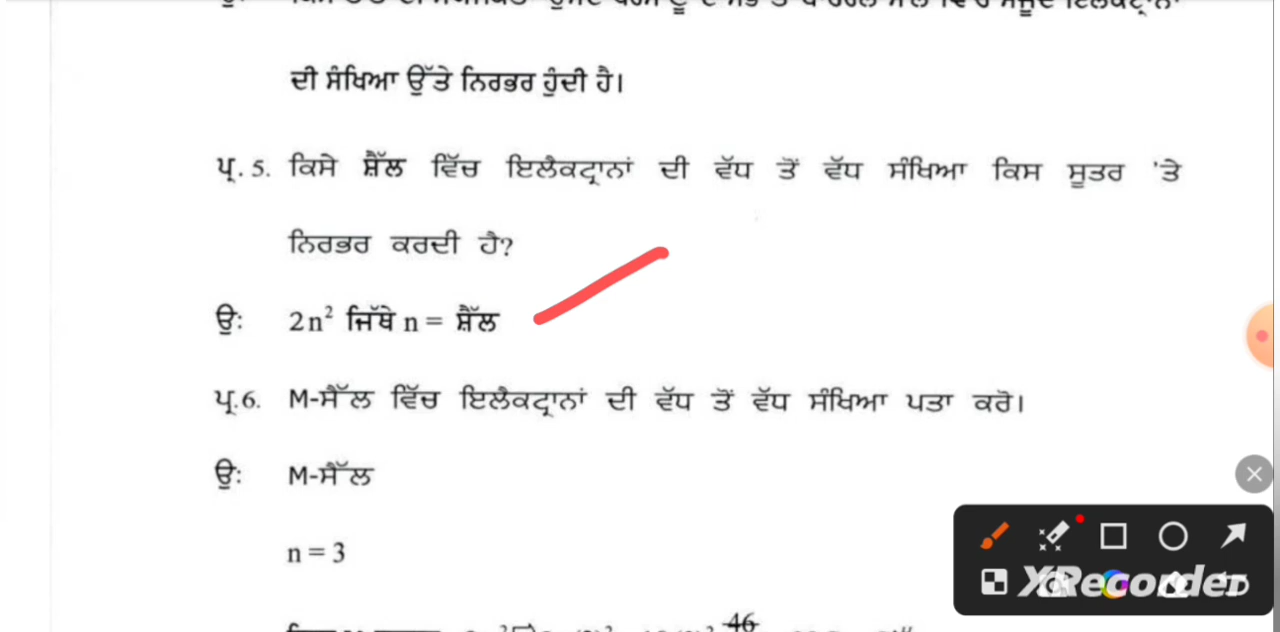 ਦੀ ਸੰਖਿਆ ਉੱਤੇ ਨਿਰਭਰ ਹੁੰਦੀ ਹੈ।
ਪ੍ਰ. 5. ਕਿਸੇ ਸ਼ੈੱਲ ਵਿੱਚ ਇਲੈਕਟ੍ਰਾਨਾਂ ਦੀ ਵੱਧ ਤੋਂ ਵੱਧ ਸੰਖਿਆ ਕਿਸ ਸੂਤਰ 'ਤੇ
ਨਿਰਭਰ ਕਰਦੀ ਹੈ?
ਉ: 2n² ਜਿੱਥੇ n = ਸ਼ੈੱਲ
ਪ੍ਰ.6. M-ਸੈੱਲ ਵਿੱਚ ਇਲੈਕਟ੍ਰਾਨਾਂ ਦੀ ਵੱਧ ਤੋਂ ਵੱਧ ਸੰਖਿਆ ਪਤਾ ਕਰੋ।
ਉ: M-ਸੈੱਲ
n = 3
46
XRecorder